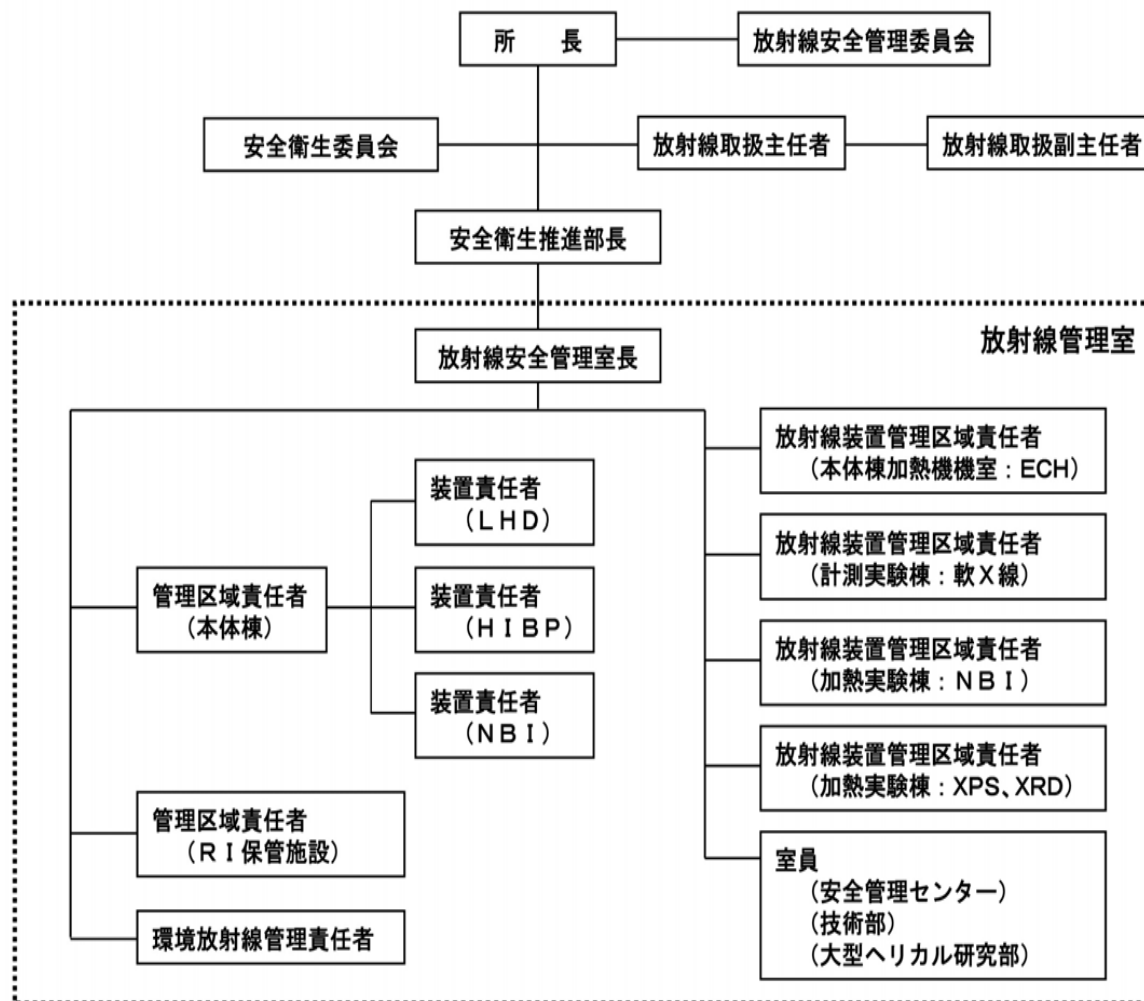 所　長
放射線安全管理委員会
安全衛生委員会
放射線取扱主任者
放射線取扱副主任者
安全衛生推進部長
放射線管理室
放射線安全管理室長
管理区域責任者
(本体棟)
装置責任者
(ＬＨＤ)
装置責任者
(ＨＩＢＰ)
装置責任者
(ＮＢＩ)
管理区域責任者
(ＲＩ保管施設)
環境放射線管理責任者
放射線装置管理区域責任者
(本体棟加熱機機室：ECH)
放射線装置管理区域責任者
(計測実験棟：軟Ｘ線)
放射線装置管理区域責任者
(加熱実験棟：ＮＢＩ)
放射線装置管理区域責任者
(加熱実験棟：XPS、XRD)
室員
(安全管理センター)
(技術部)
(大型ヘリカル研究部)